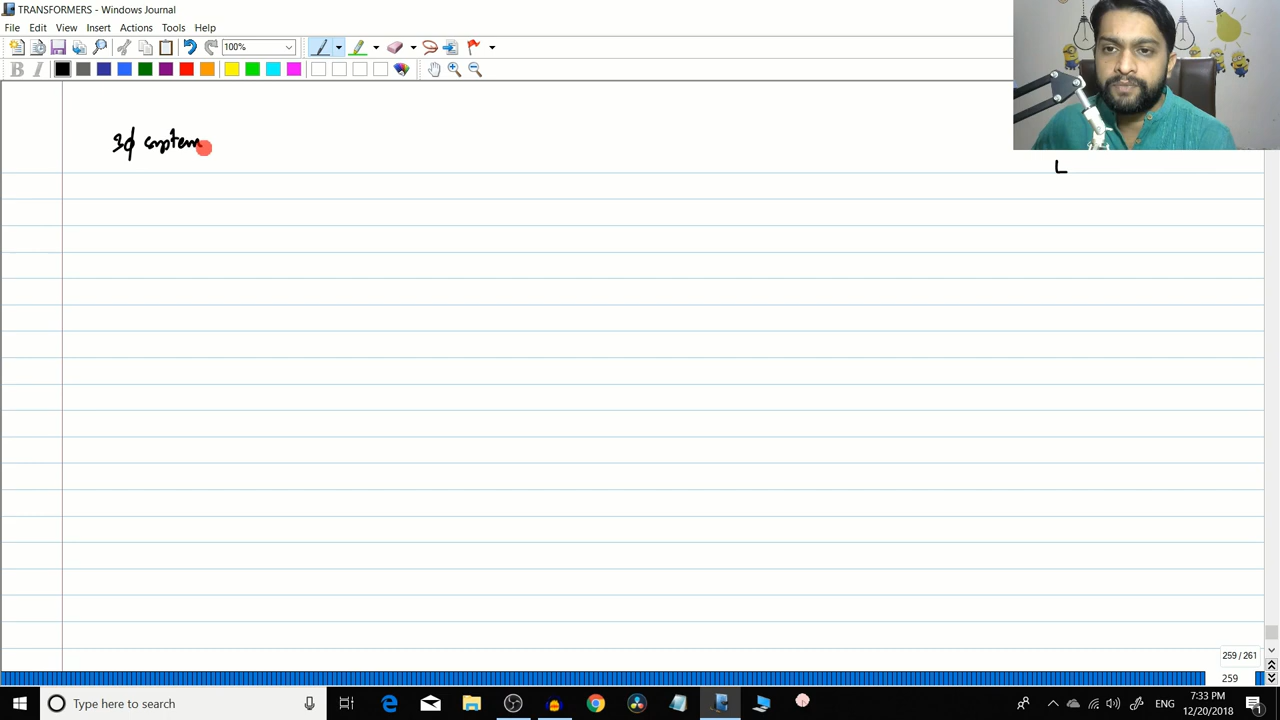 TRANSFORMERS - Windows Journal
File Edit View Insert Actions Tools Help
100%
B I
3ϕ system
L
259 / 261
259
Type here to search
ENG
7:33 PM
12/20/2018
1